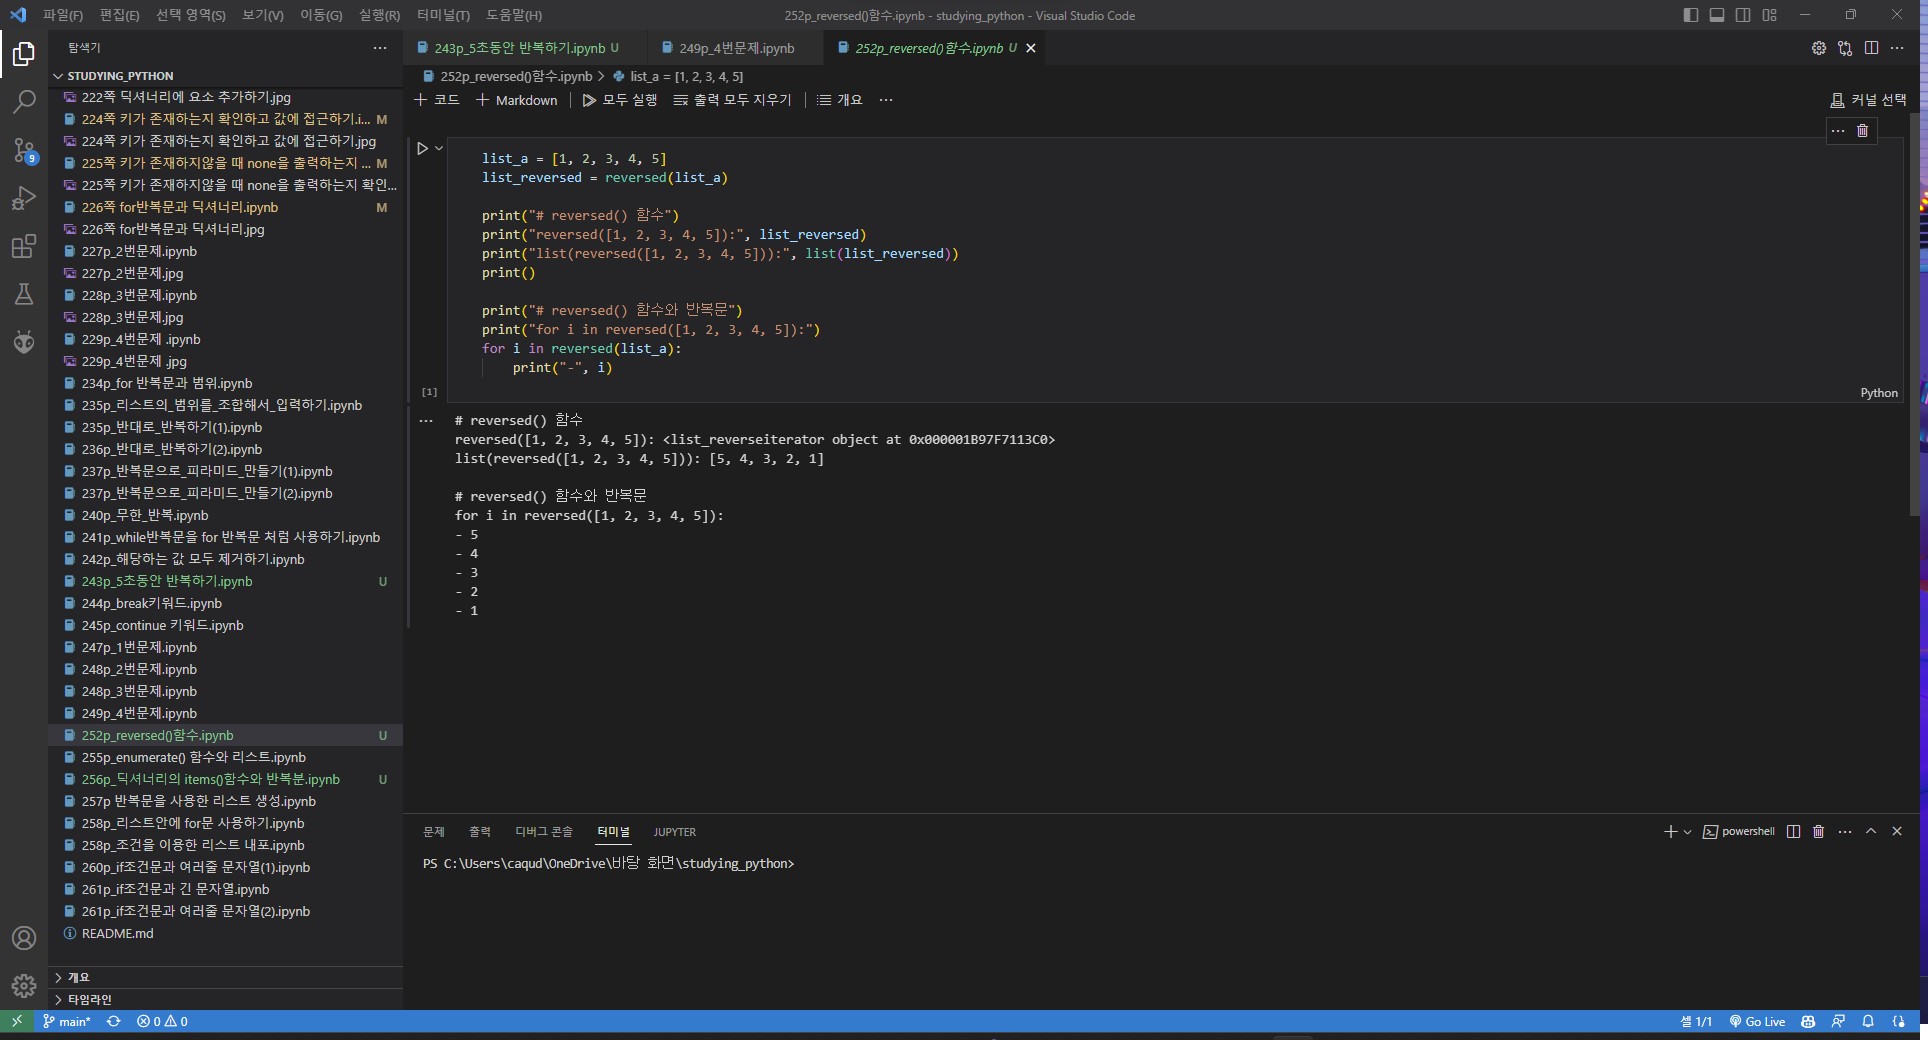 파일(F) 편집(E) 선택 영역(S) 보기(V) 이동(G) 실행(R) 터미널(T) 도움말(H)
252p_reversed()함수.ipynb - studying_python - Visual Studio Code
탐색기
STUDYING_PYTHON
222쪽 딕셔너리에 요소 추가하기.jpg
224쪽 키가 존재하는지 확인하고 값에 접근하기.i... M
224쪽 키가 존재하는지 확인하고 값에 접근하기.jpg
225쪽 키가 존재하지않을 때 none을 출력하는지 ... M
225쪽 키가 존재하지않을 때 none을 출력하는지 확인...
226쪽 for반복문과 딕셔너리.ipynb M
226쪽 for반복문과 딕셔너리.jpg
227p_2번문제.ipynb
227p_2번문제.jpg
228p_3번문제.ipynb
228p_3번문제.jpg
229p_4번문제 .ipynb
229p_4번문제 .jpg
234p_for 반복문과 범위.ipynb
235p_리스트의_범위를_조합해서_입력하기.ipynb
235p_반대로_반복하기(1).ipynb
236p_반대로_반복하기(2).ipynb
237p_반복문으로_피라미드_만들기(1).ipynb
237p_반복문으로_피라미드_만들기(2).ipynb
240p_무한_반복.ipynb
241p_while반복문을 for 반복문 처럼 사용하기.ipynb
242p_해당하는 값 모두 제거하기.ipynb
243p_5초동안 반복하기.ipynb U
244p_break키워드.ipynb
245p_continue 키워드.ipynb
247p_1번문제.ipynb
248p_2번문제.ipynb
248p_3번문제.ipynb
249p_4번문제.ipynb
252p_reversed()함수.ipynb U
255p_enumerate() 함수와 리스트.ipynb
256p_딕셔너리의 items()함수와 반복분.ipynb U
257p 반복문을 사용한 리스트 생성.ipynb
258p_리스트안에 for문 사용하기.ipynb
258p_조건을 이용한 리스트 내포.ipynb
260p_if조건문과 여러줄 문자열(1).ipynb
261p_if조건문과 긴 문자열.ipynb
261p_if조건문과 여러줄 문자열(2).ipynb
README.md
개요
타임라인
9
243p_5초동안 반복하기.ipynb U 249p_4번문제.ipynb 252p_reversed()함수.ipynb U
252p_reversed()함수.ipynb > list_a = [1, 2, 3, 4, 5]
코드 Markdown 모두 실행 출력 모두 지우기 개요 ... 커널 선택
list_a = [1, 2, 3, 4, 5]
list_reversed = reversed(list_a)
print("# reversed() 함수")
print("reversed([1, 2, 3, 4, 5]):", list_reversed)
print("list(reversed([1, 2, 3, 4, 5])):", list(list_reversed))
print()
print("# reversed() 함수와 반복문")
print("for i in reversed([1, 2, 3, 4, 5]):")
for i in reversed(list_a):
print("-", i)
[1]
Python
# reversed() 함수
reversed([1, 2, 3, 4, 5]): <list_reverseiterator object at 0x000001B97F7113C0>
list(reversed([1, 2, 3, 4, 5])): [5, 4, 3, 2, 1]
# reversed() 함수와 반복문
for i in reversed([1, 2, 3, 4, 5]):
- 5
- 4
- 3
- 2
- 1
문제 출력 디버그 콘솔 터미널 JUPYTER powershell
PS C:\Users\caqud\OneDrive\바탕 화면\studying_python>
main* 0 0 셀 1/1 Go Live